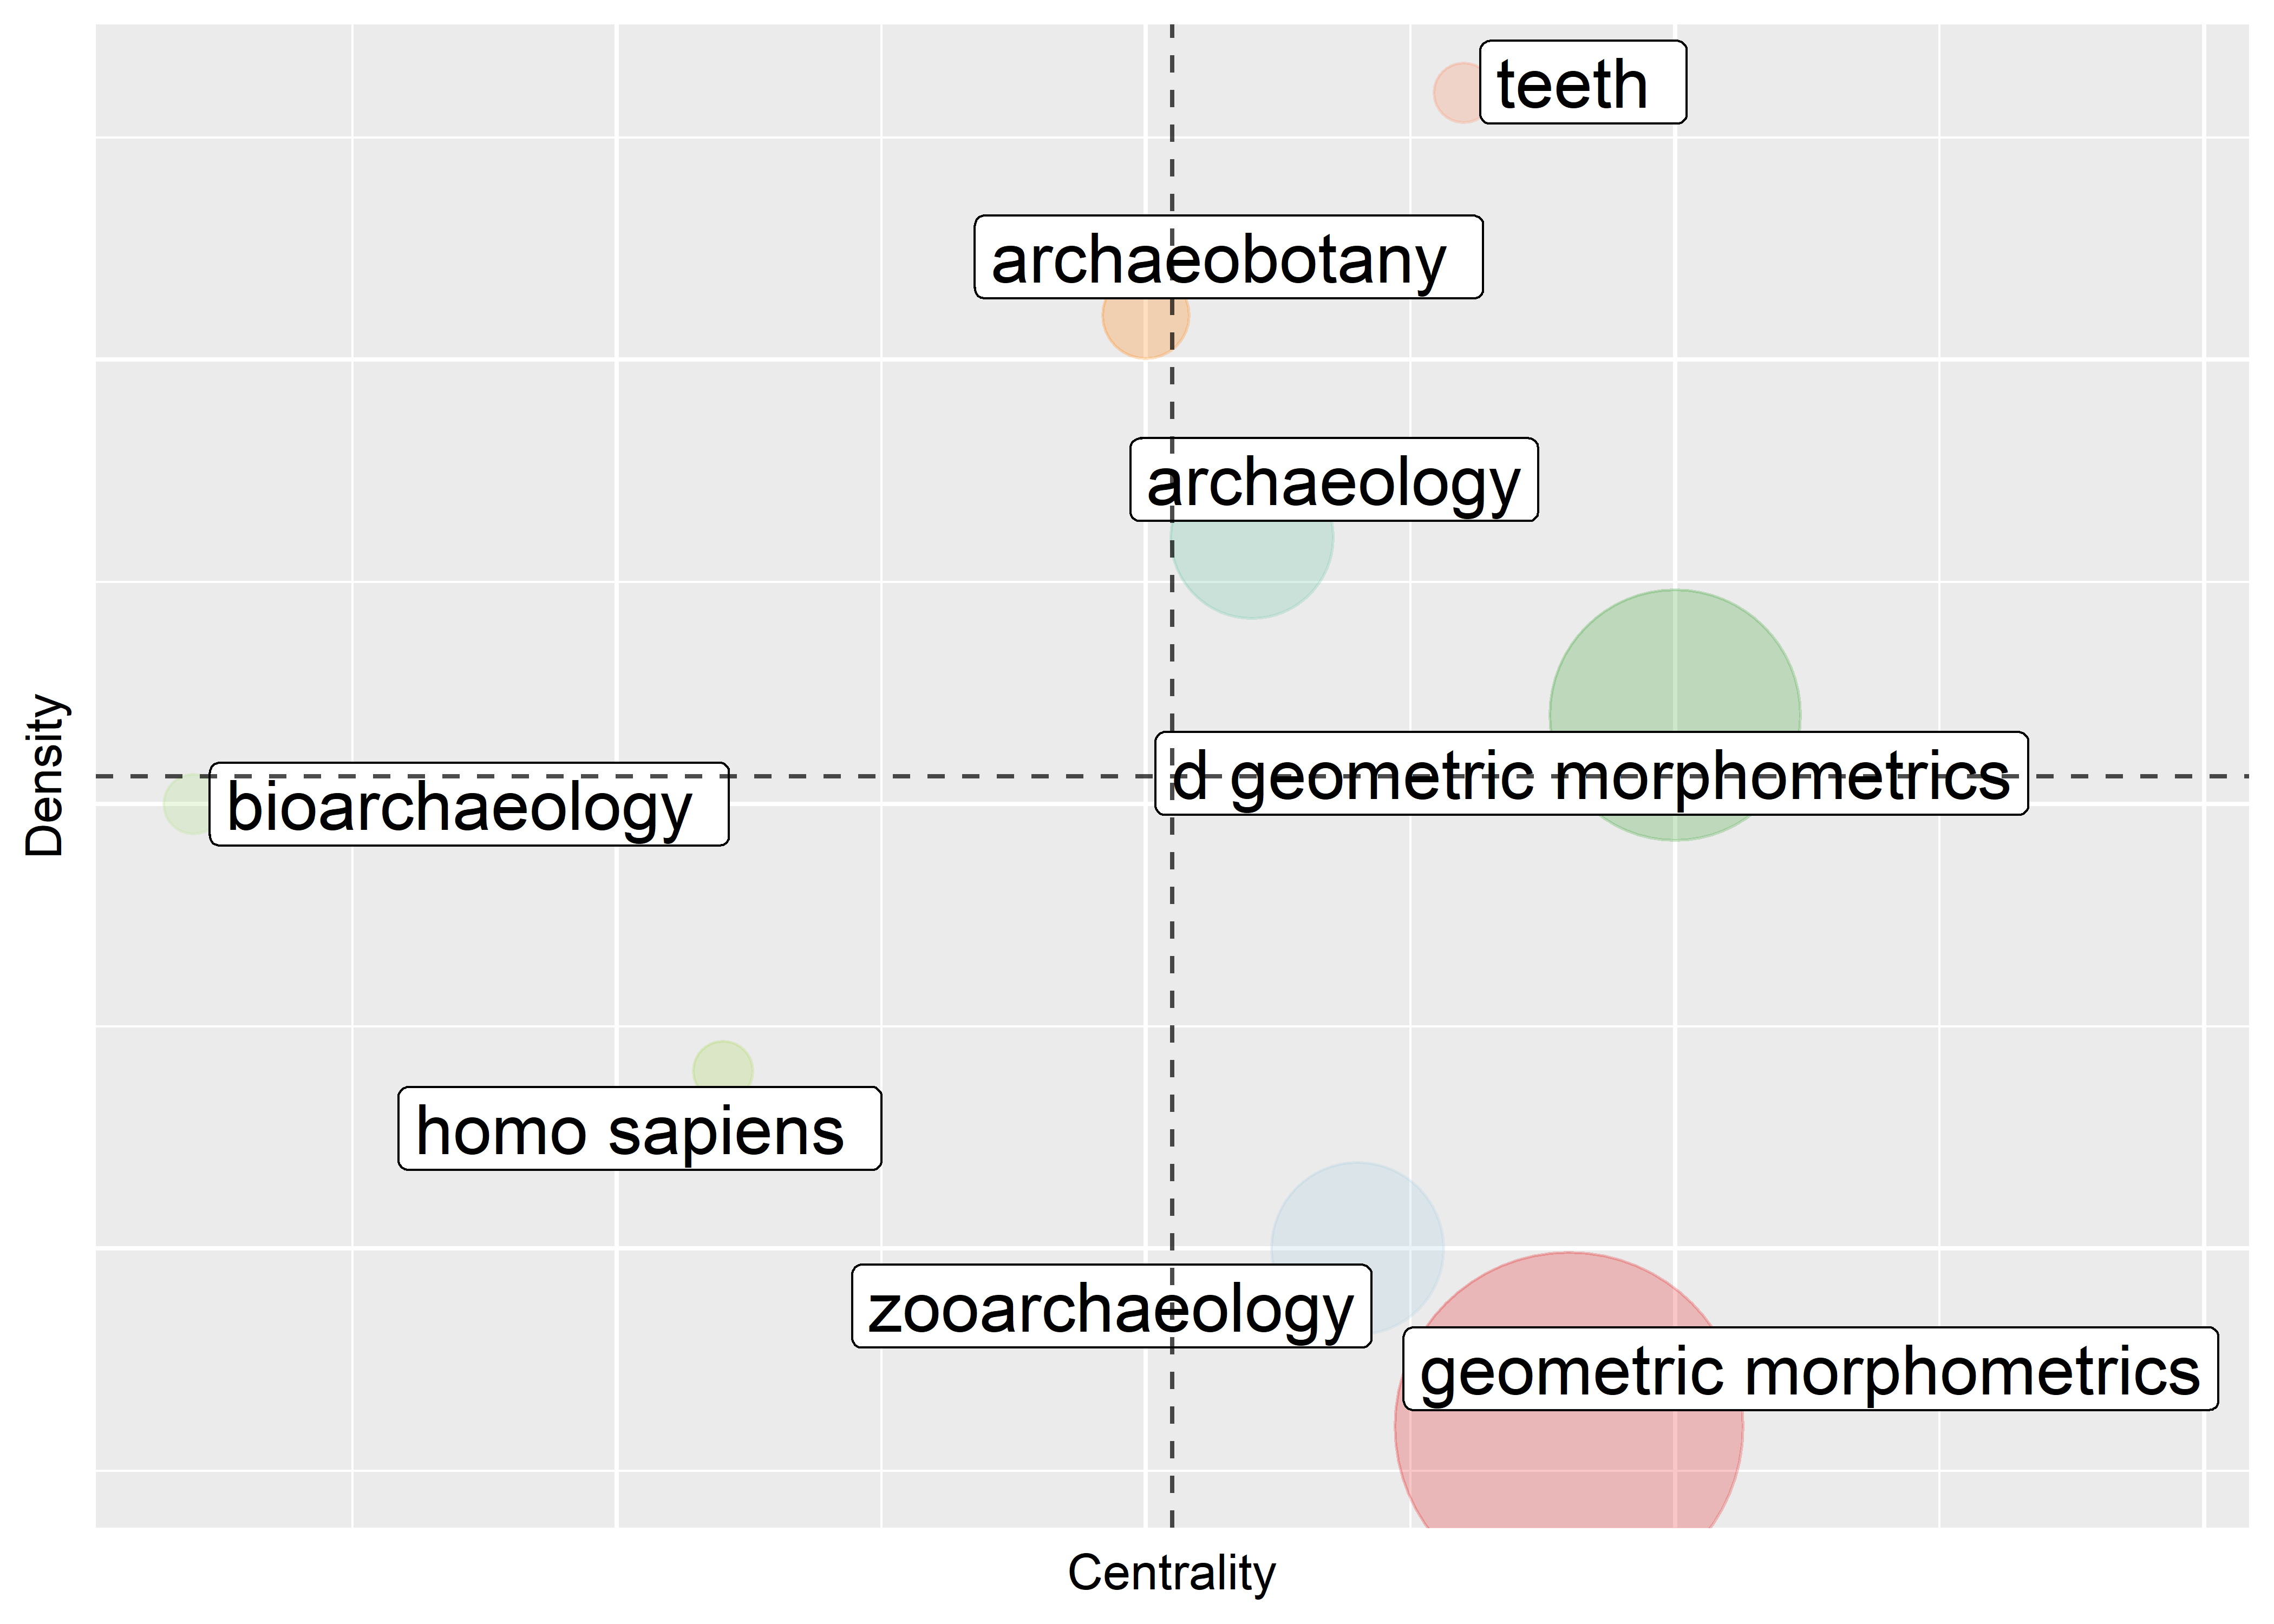 teeth
archaeobotany
archaeology
d geometric morphometrics
bioarchaeology
homo sapiens
zooarchaeology
geometric morphometrics
Density
Centrality